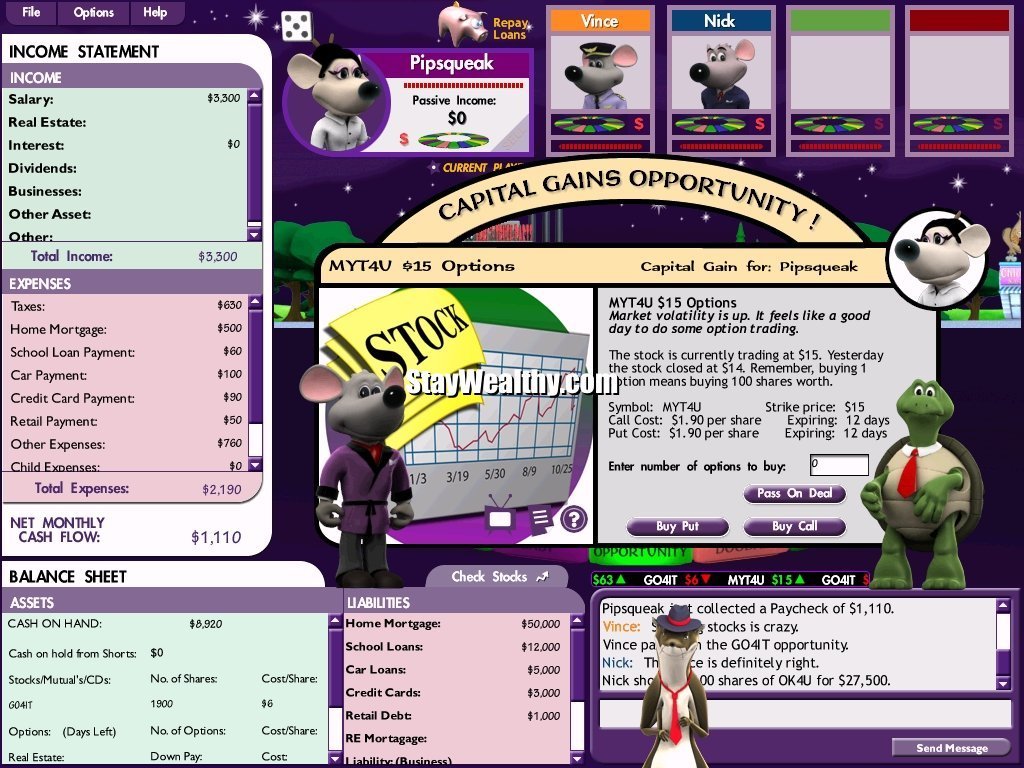 File Options Help
INCOME STATEMENT
INCOME
Salary: $3,300
Real Estate:
Interest: $0
Dividends:
Businesses:
Other Asset:
Other:
Total Income: $3,300
EXPENSES
Taxes: $630
Home Mortgage: $500
School Loan Payment: $60
Car Payment: $100
Credit Card Payment: $90
Retail Payment: $50
Other Expenses: $760
Child Expenses: $0
Total Expenses: $2,190
NET MONTHLY
CASH FLOW: $1,110
Repay
Loans
Pipsqueak
Passive Income:
$0
$
Vince
$
Nick
$
$
$
CURRENT
CAPITAL GAINS OPPORTUNITY!
MYT4U $15 Options Capital Gain for: Pipsqueak
STOCK
1/3 3/19 5/30 8/9 10/25
StayWealthy.com
MYT4U $15 Options
Market volatility is up. It feels like a good
day to do some option trading.
The stock is currently trading at $15. Yesterday
the stock closed at $14. Remember, buying 1
option means buying 100 shares worth.
Symbol: MYT4U Strike price: $15
Call Cost: $1.90 per share Expiring: 12 days
Put Cost: $1.90 per share Expiring: 12 days
Enter number of options to buy: 0
Pass On Deal
Buy Put Buy Call
?
OPPORTUNITY
BALANCE SHEET
Check Stocks
$63 GO4IT $6 MYT4U $15 GO4IT $
ASSETS
CASH ON HAND: $8,920
Cash on hold from Shorts: $0
Stocks/Mutual's/CDs: No. of Shares: Cost/Share:
GO4IT 1900 $6
Options: (Days Left) No. of Options: Cost/Share:
Real Estate: Down Pay: Cost:
LIABILITIES
Home Mortgage: $50,000
School Loans: $12,000
Car Loans: $5,000
Credit Cards: $3,000
Retail Debt: $1,000
RE Mortagage:
Liability: (Business)
Pipsqueak just collected a Paycheck of $1,110.
Vince: stocks is crazy.
Vince the GO4IT opportunity.
Nick: is definitely right.
Nick shares of OK4U for $27,500.
Send Message